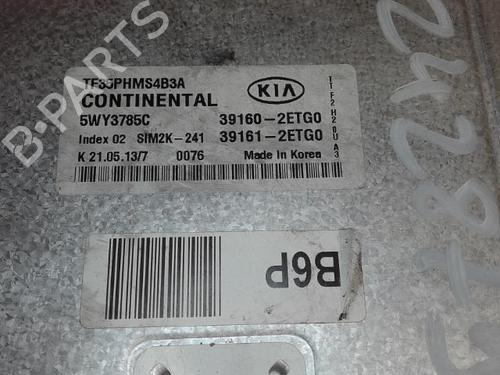 TF35PHMS4B3A
CONTINENTAL
KIA
5WY3785C 39160-2ETG0
Index 02 SIM2K-241 39161-2ETG0
K 21.05.13/7 0076 Made in Korea
B6P
B-PARTS